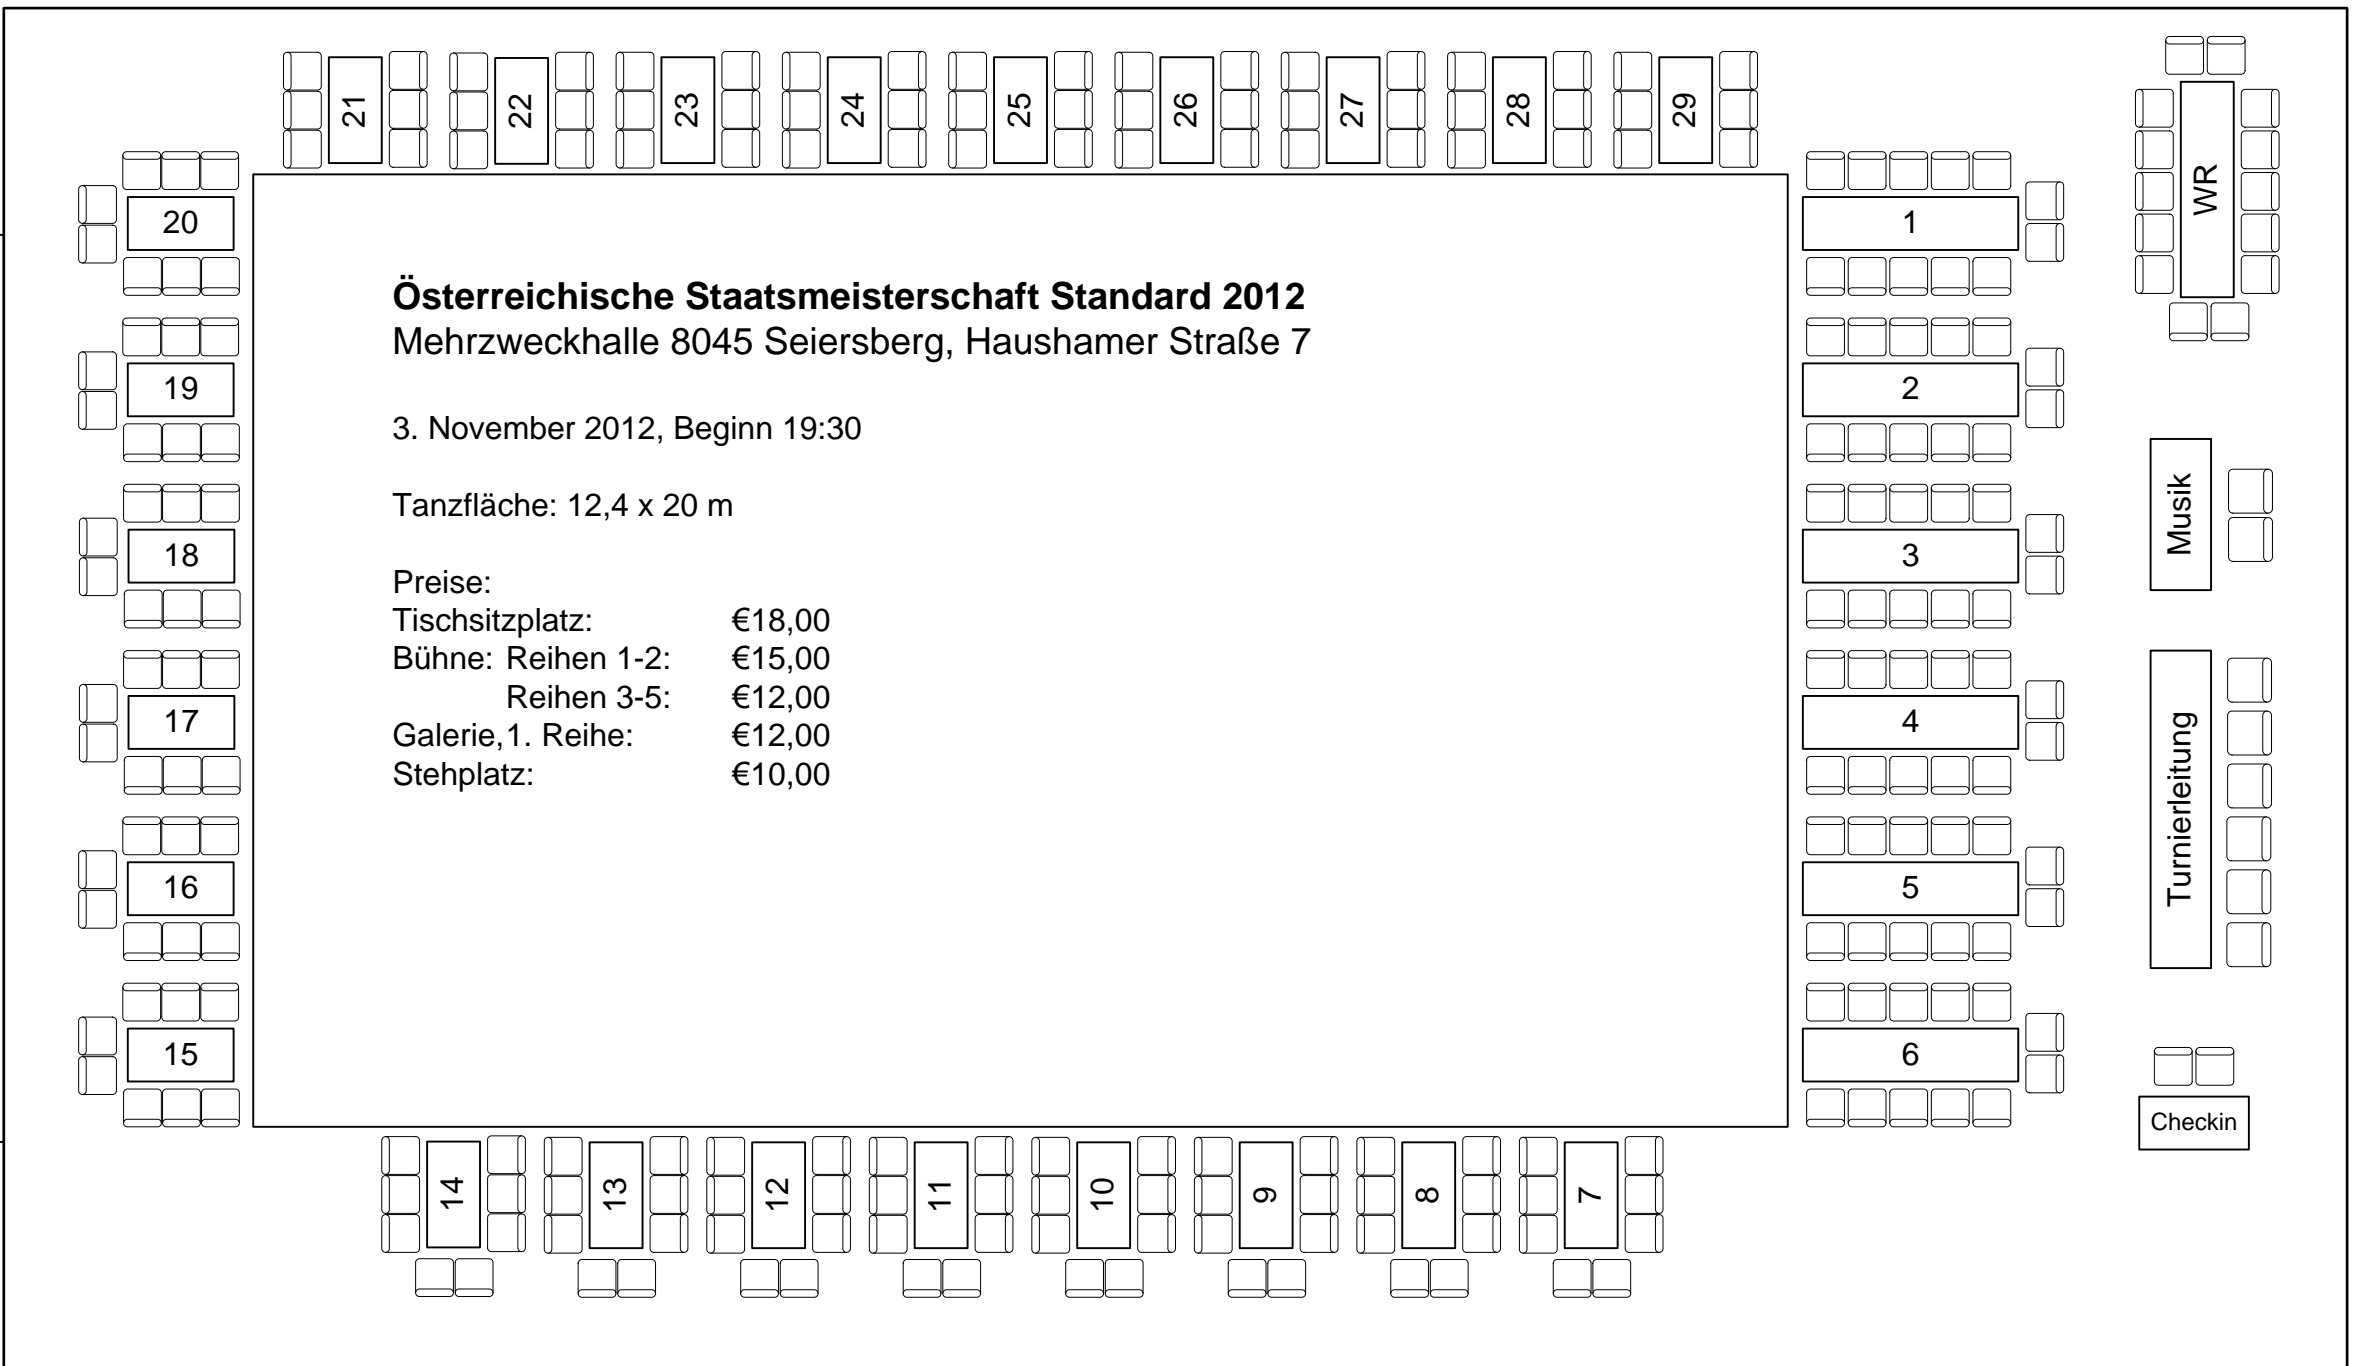 21 22 23 24 25 26 27 28 29
20
19
18
17
16
15
Österreichische Staatsmeisterschaft Standard 2012
Mehrzweckhalle 8045 Seiersberg, Haushamer Straße 7
3. November 2012, Beginn 19:30
Tanzfläche: 12,4 x 20 m
Preise:
Tischsitzplatz: €18,00
Bühne: Reihen 1-2: €15,00
Reihen 3-5: €12,00
Galerie,1. Reihe: €12,00
Stehplatz: €10,00
1
2
3
4
5
6
WR
Musik
Turnierleitung
Checkin
14 13 12 11 10 9 8 7